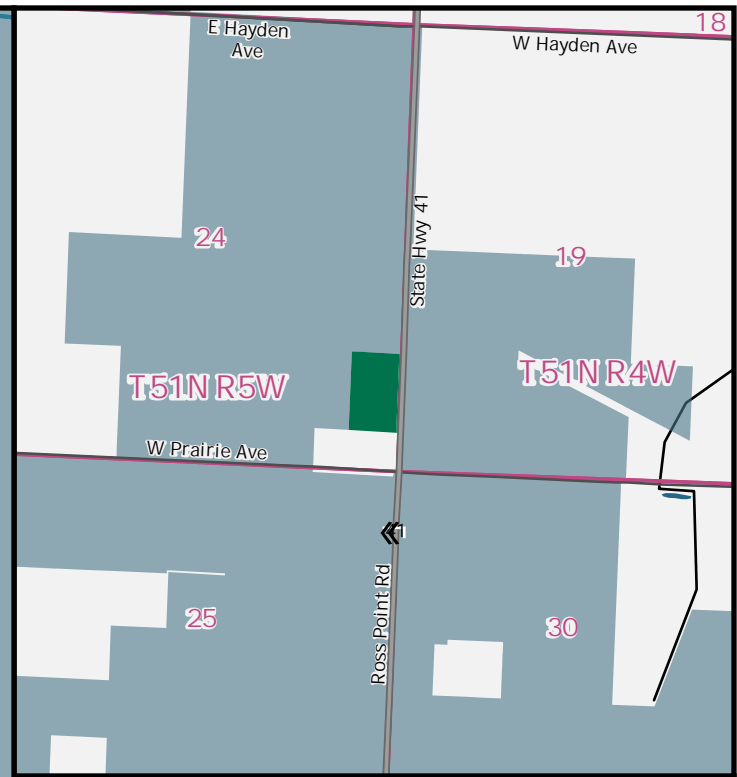 18
E Hayden
Ave
W Hayden Ave
State Hwy 41
24
19
T51N R5W
T51N R4W
W Prairie Ave
41
Ross Point Rd
25
30